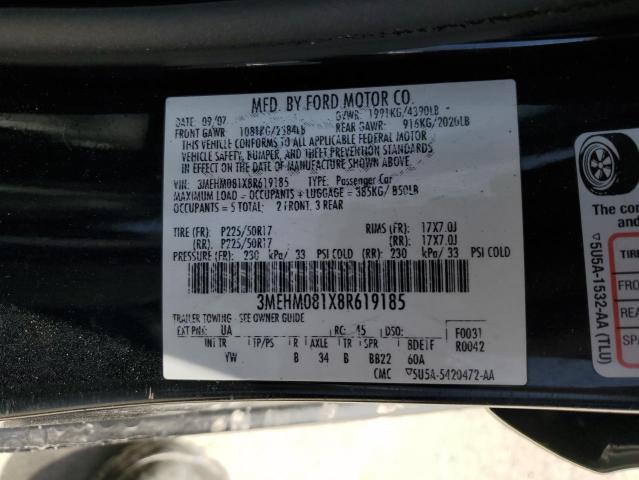 MFD. BY FORD MOTOR CO.
DATE: 09/07 GVWR: 1991KG/4390LB
FRONT GAWR: 1081KG/2384LB REAR GAWR: 916KG/2020LB
THIS VEHICLE CONFORMS TO ALL APPLICABLE FEDERAL MOTOR
VEHICLE SAFETY, BUMPER, AND THEFT PREVENTION STANDARDS
IN EFFECT ON THE DATE OF MANUFACTURE SHOWN ABOVE.
VIN: 3MEHM081X8R619185 TYPE: Passenger Car
MAXIMUM LOAD = OCCUPANTS + LUGGAGE = 385KG/ 850LB
OCCUPANTS = 5 TOTAL: 2 FRONT, 3 REAR
TIRE (FR): P225/50R17 RIMS (FR): 17X7.0J
(RR): P225/50R17 (RR): 17X7.0J
PRESSURE (FR): 230 kPa/ 33 PSI COLD (RR): 230 kPa/ 33 PSI COLD
3MEHM081X8R619185
TRAILER TOWING - SEE OWNER GUIDE
EXT PNT: UA RC: 45 DSO: F0031
INT TR TP/PS R AXLE TR SPR R0042
YW B 34 B BB22 60A
CMC ▽5U5A-5420472-AA
The co
and
▽5U5A-1532-AA (TLU)
FRO
REA
SPA